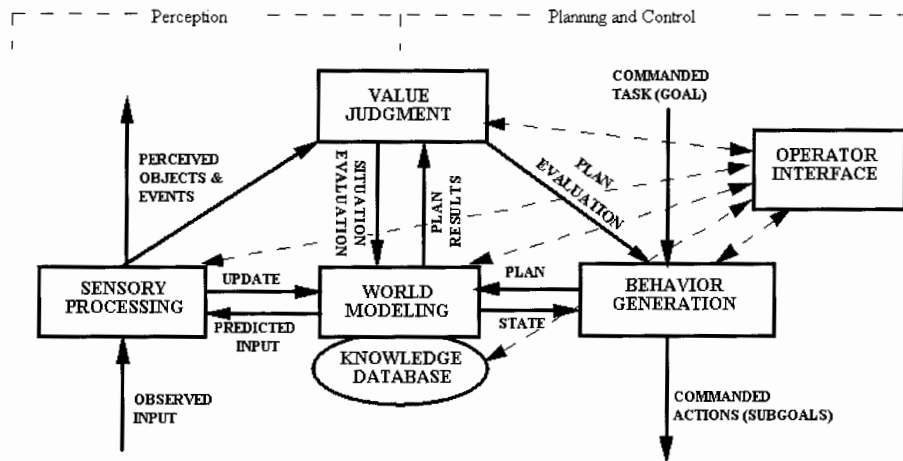 Perception
Planning and Control
VALUE
JUDGMENT
COMMANDED
TASK (GOAL)
OPERATOR
INTERFACE
PERCEIVED
OBJECTS &
EVENTS
SITUATION
EVALUATION
PLAN
RESULTS
PLAN
EVALUATION
SENSORY
PROCESSING
UPDATE
PREDICTED
INPUT
WORLD
MODELING
PLAN
STATE
BEHAVIOR
GENERATION
KNOWLEDGE
DATABASE
OBSERVED
INPUT
COMMANDED
ACTIONS (SUBGOALS)